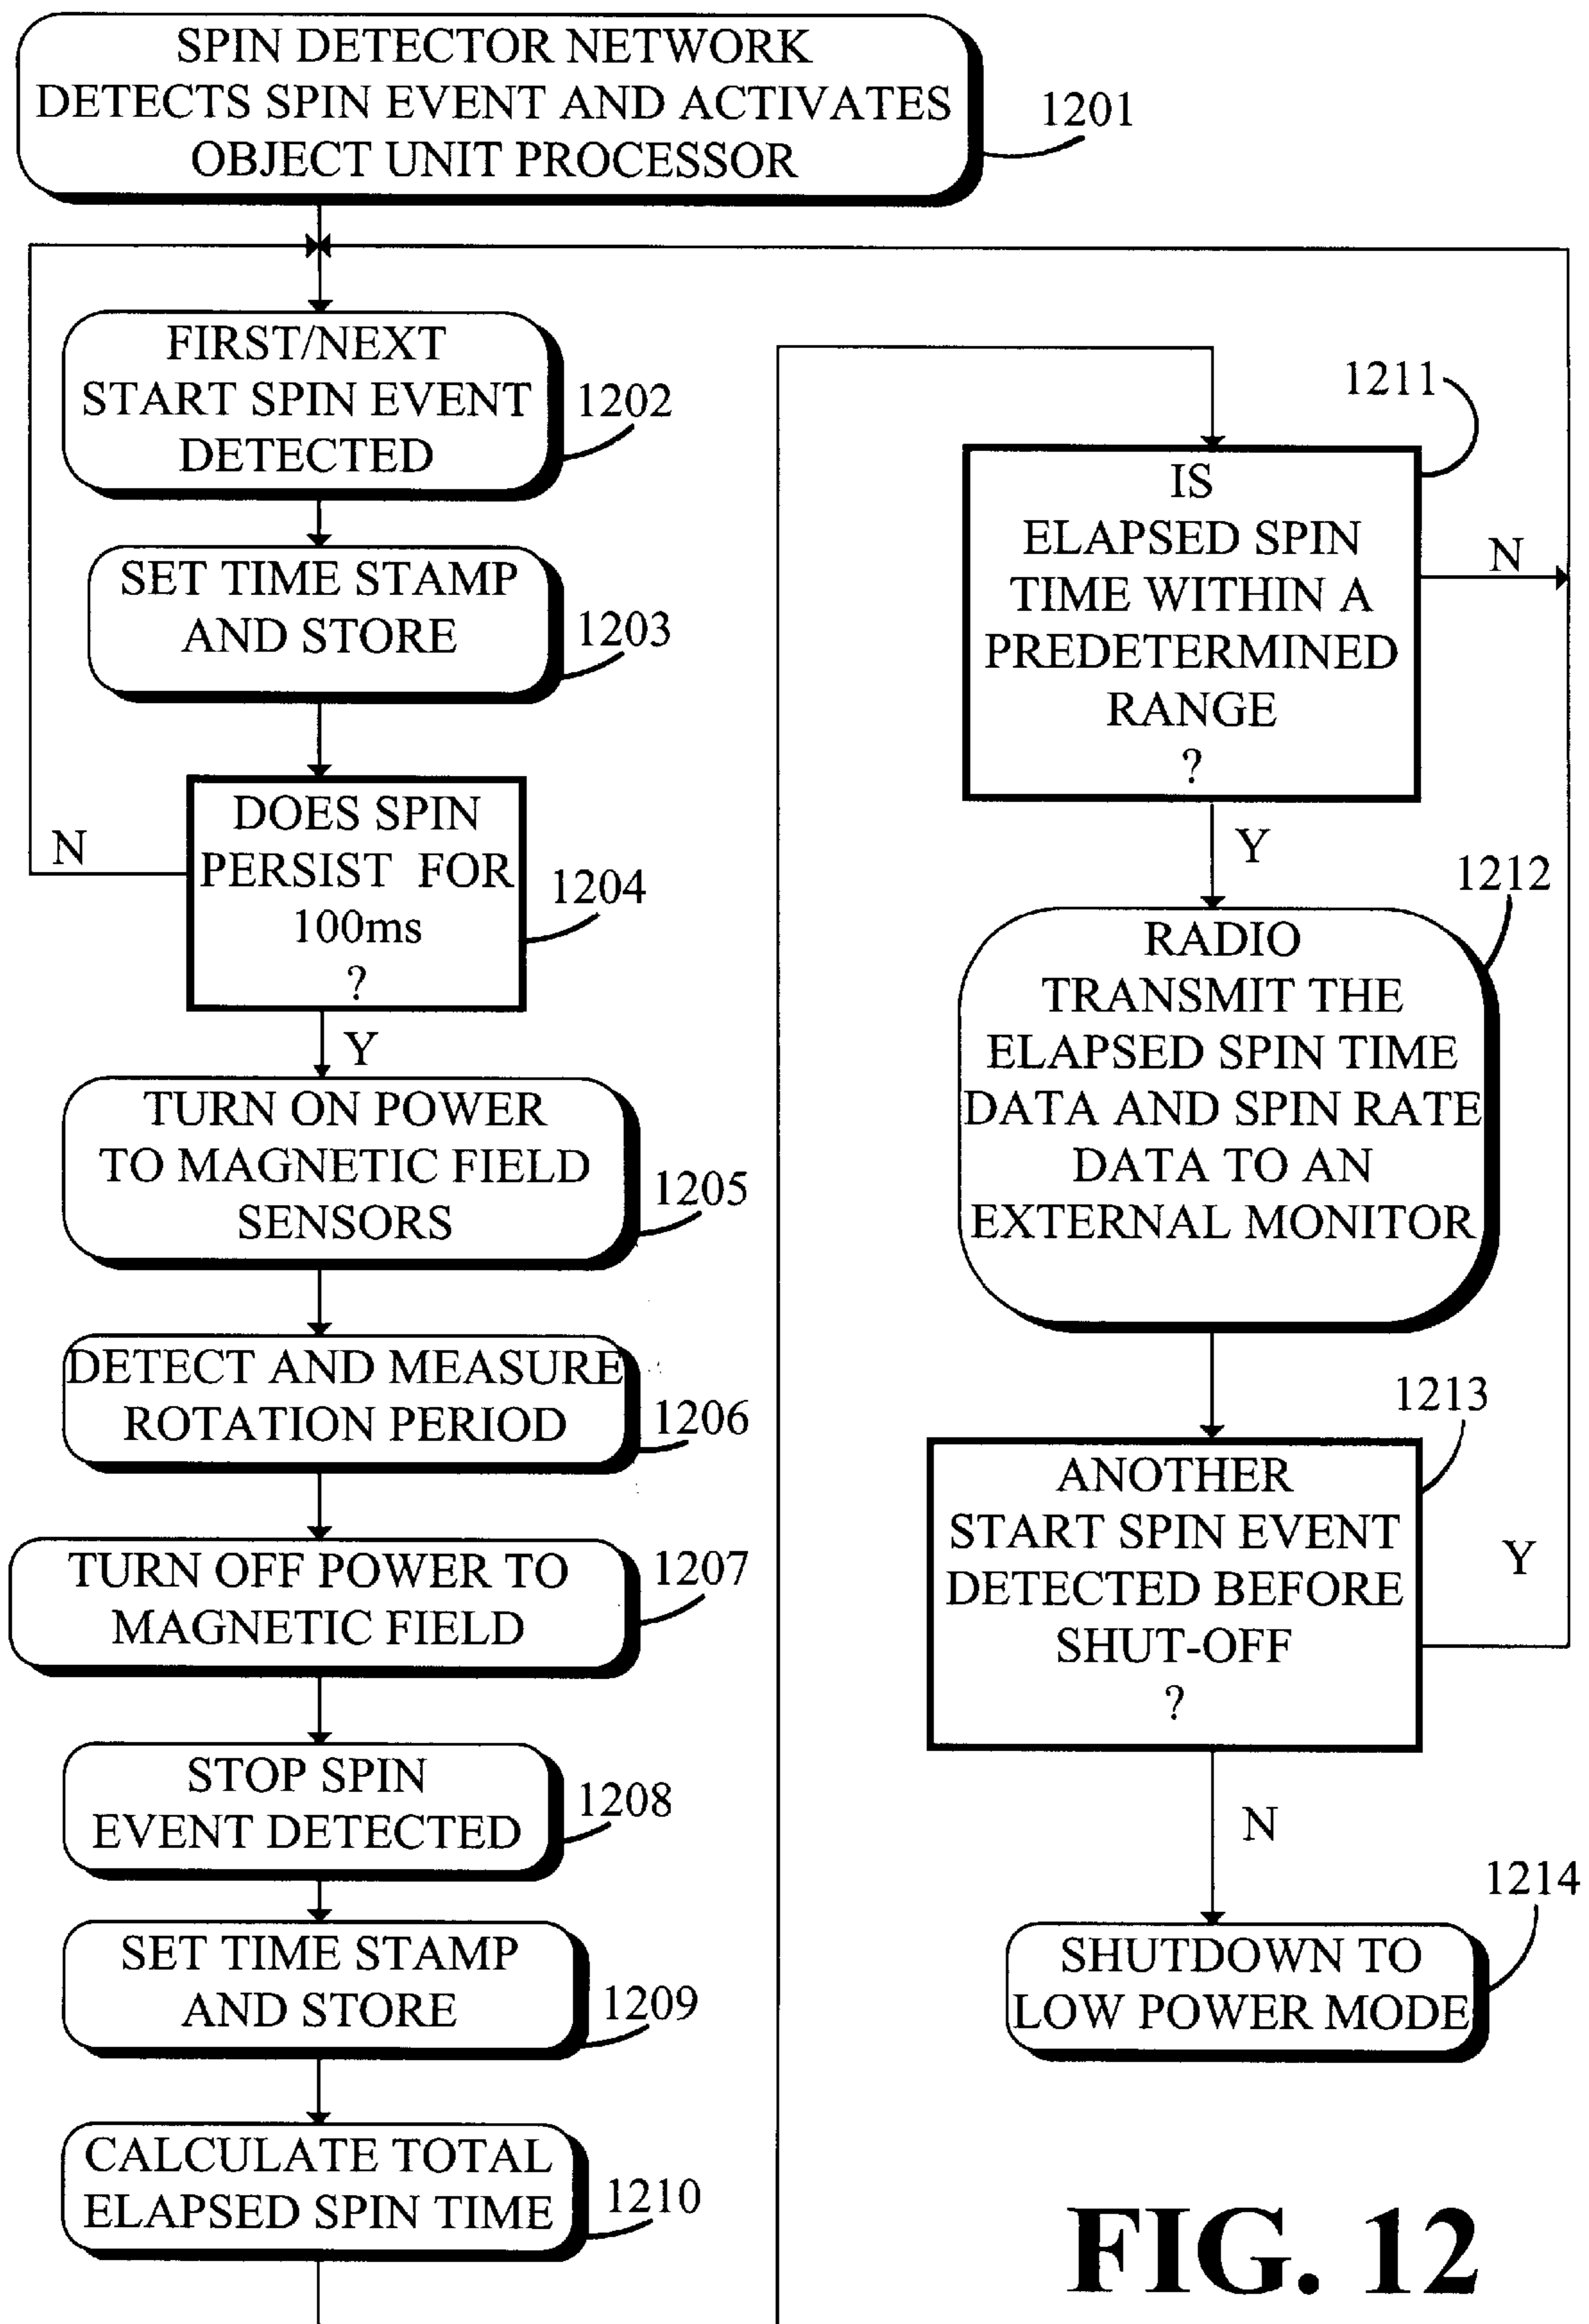 SPIN DETECTOR NETWORK
DETECTS SPIN EVENT AND ACTIVATES
OBJECT UNIT PROCESSOR
1201
FIRST/NEXT
START SPIN EVENT
DETECTED
1202
SET TIME STAMP
AND STORE
1203
DOES SPIN
PERSIST FOR
100ms
?
1204
N
Y
TURN ON POWER
TO MAGNETIC FIELD
SENSORS
1205
DETECT AND MEASURE
ROTATION PERIOD
1206
TURN OFF POWER TO
MAGNETIC FIELD
1207
STOP SPIN
EVENT DETECTED
1208
SET TIME STAMP
AND STORE
1209
CALCULATE TOTAL
ELAPSED SPIN TIME
1210
1211
IS
ELAPSED SPIN
TIME WITHIN A
PREDETERMINED
RANGE
?
N
Y
1212
RADIO
TRANSMIT THE
ELAPSED SPIN TIME
DATA AND SPIN RATE
DATA TO AN
EXTERNAL MONITOR
1213
ANOTHER
START SPIN EVENT
DETECTED BEFORE
SHUT-OFF
?
Y
N
1214
SHUTDOWN TO
LOW POWER MODE
FIG. 12